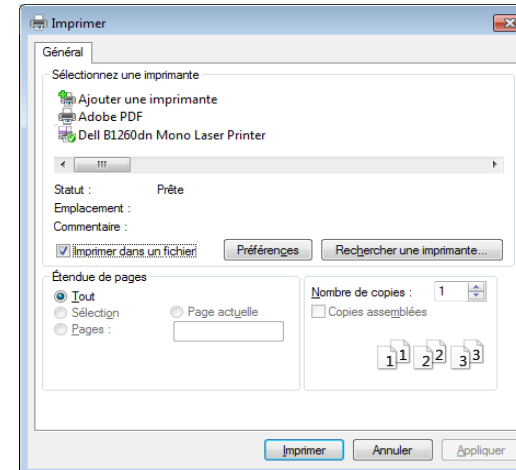 Imprimer
Général
Sélectionnez une imprimante
Ajouter une imprimante
Adobe PDF
Dell B1260dn Mono Laser Printer
Statut : Prête
Emplacement :
Commentaire :
Imprimer dans un fichier Préférences Rechercher une imprimante...
Étendue de pages
Tout
Sélection Page actuelle
Pages :
Nombre de copies : 1
Copies assemblées
1 1 2 2 3 3
Imprimer Annuler Appliquer